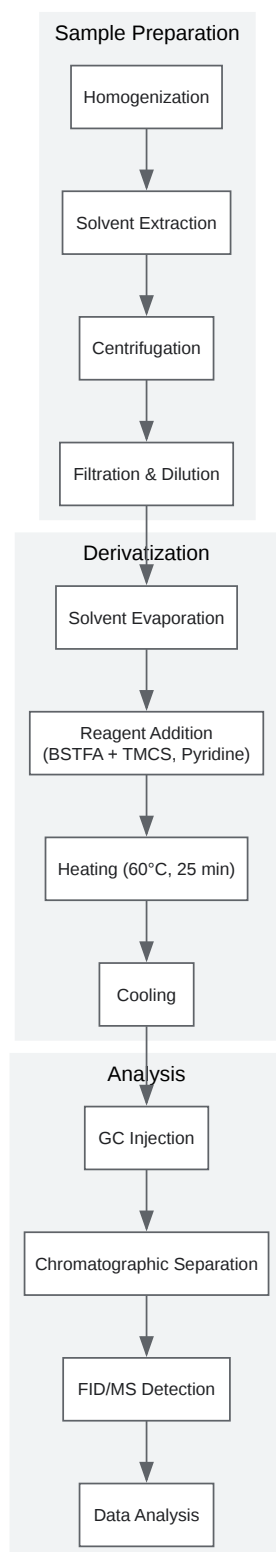 Sample Preparation
Homogenization
Solvent Extraction
Centrifugation
Filtration & Dilution
Derivatization
Solvent Evaporation
Reagent Addition
(BSTFA + TMCS, Pyridine)
Heating (60°C, 25 min)
Cooling
Analysis
GC Injection
Chromatographic Separation
FID/MS Detection
Data Analysis